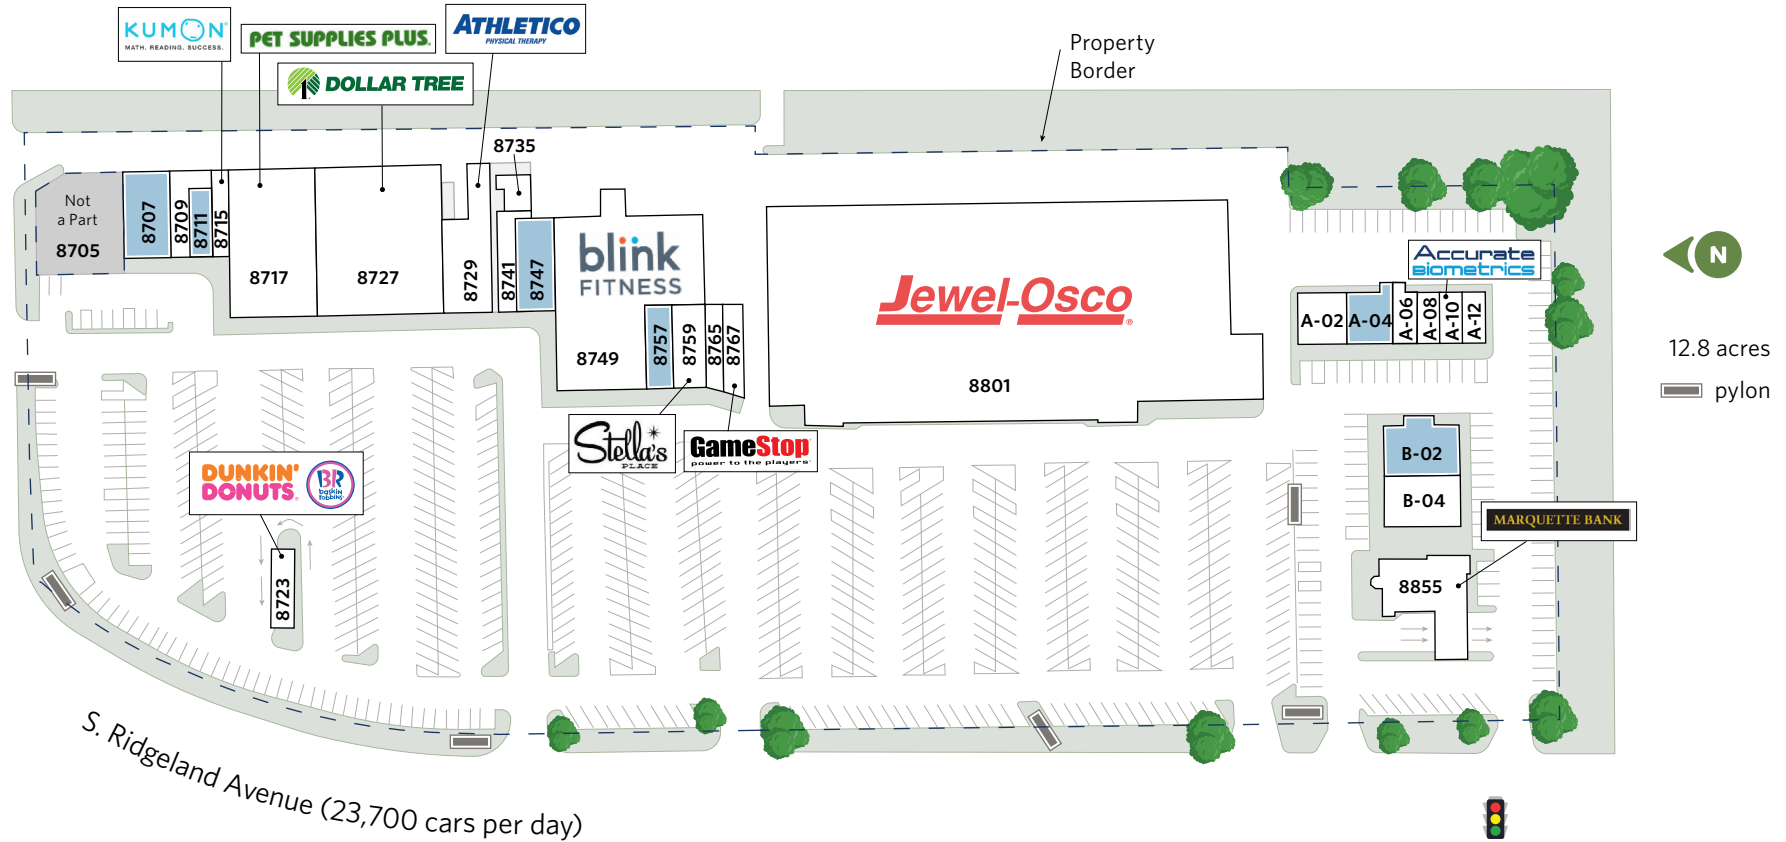 KUMON
MATH. READING. SUCCESS.
PET SUPPLIES PLUS.
ATHLETICO
PHYSICAL THERAPY
DOLLAR TREE
Property
Border
8735
Not
a Part
8705
8707
8709
8711
8715
8717
8727
8729
8741
8747
blink
FITNESS
8749
8757
8759
8765
8767
Jewel-Osco
8801
Accurate
Biometrics
A-02
A-04
A-06
A-08
A-10
A-12
N
12.8 acres
pylon
Stella's
PLACE
GameStop
power to the players
DUNKIN'
DONUTS
BR
baskin
robbins
8723
B-02
B-04
MARQUETTE BANK
8855
S. Ridgeland Avenue (23,700 cars per day)